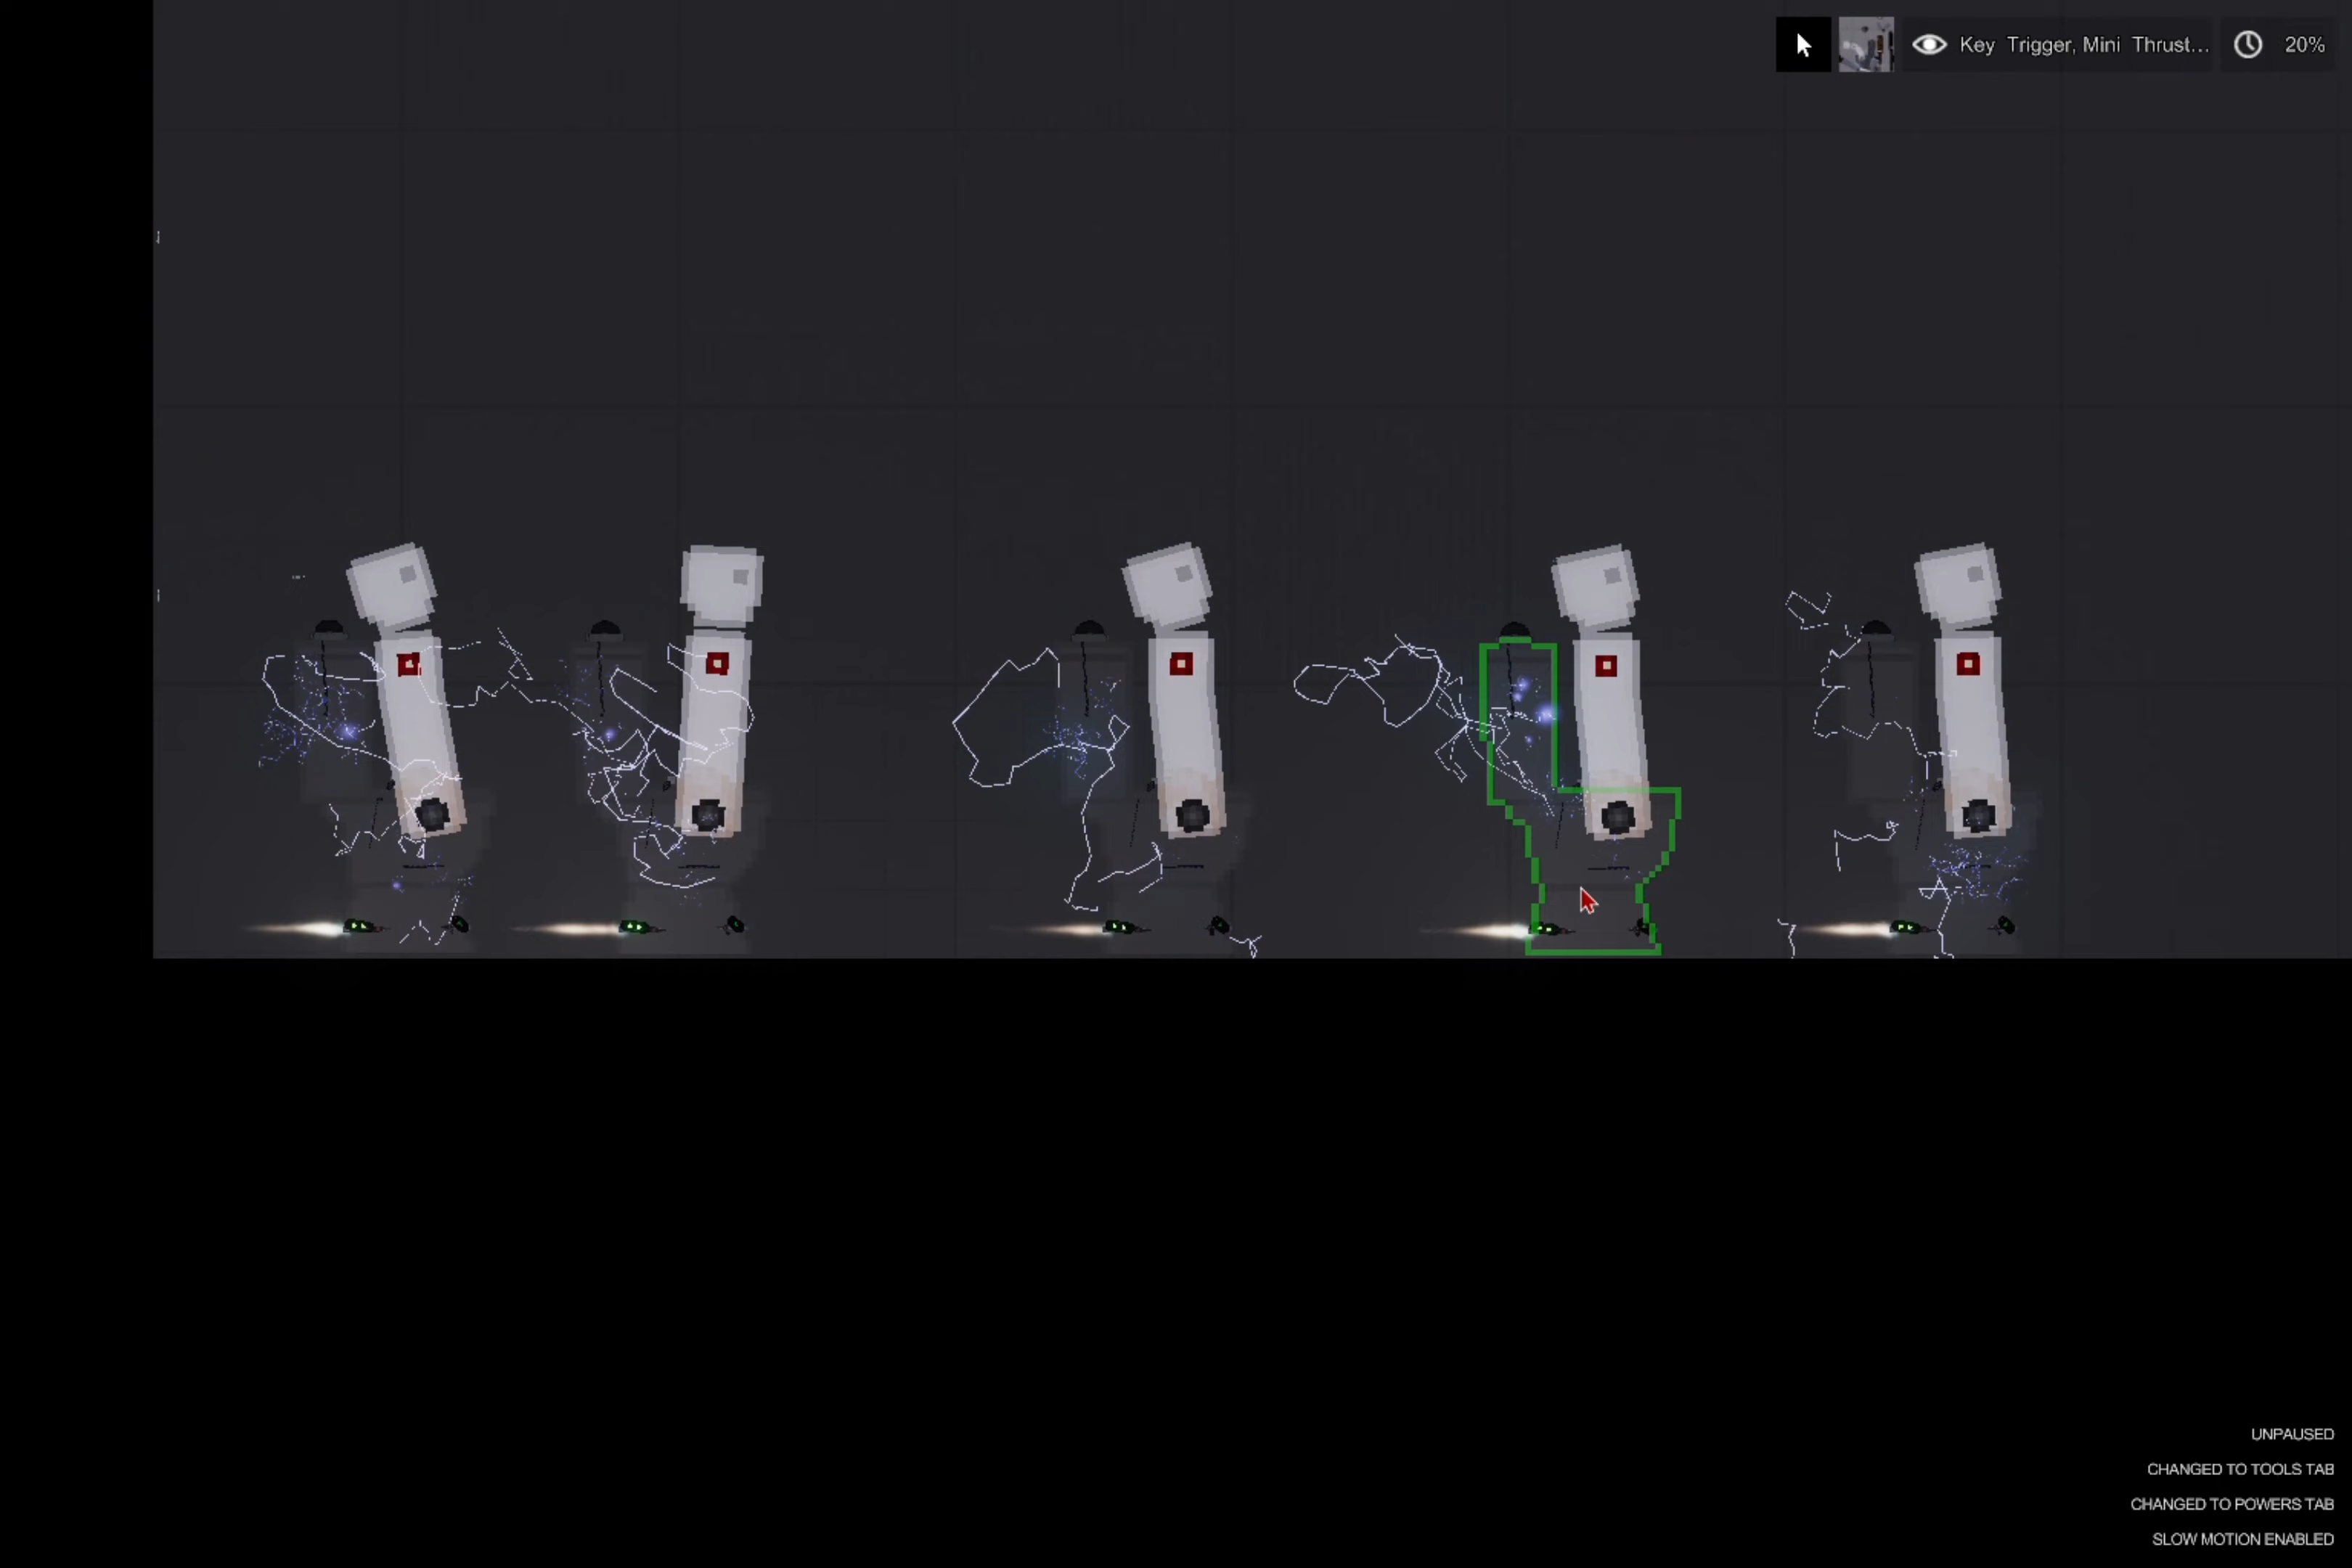 Key Trigger, Mini Thrust...
20%
UNPAUSED
CHANGED TO TOOLS TAB
CHANGED TO POWERS TAB
SLOW MOTION ENABLED